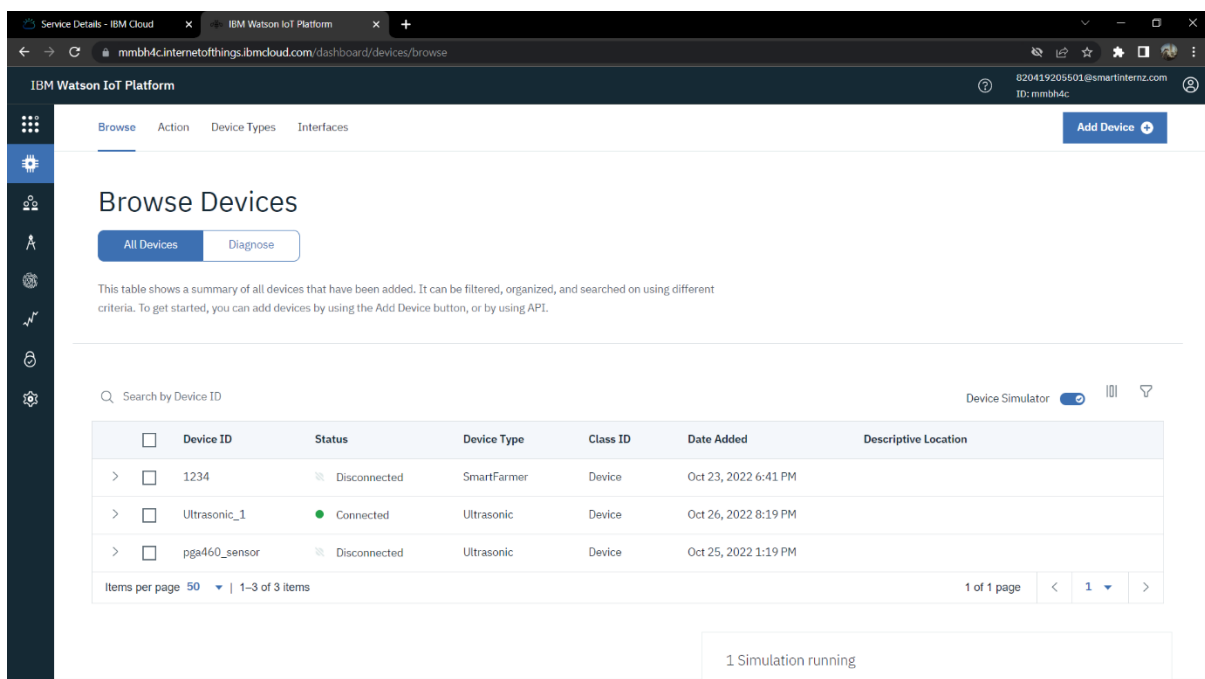 Service Details - IBM Cloud
IBM Watson IoT Platform
mmbh4c.internetofthings.ibmcloud.com/dashboard/devices/browse
IBM Watson IoT Platform
820419205501@smartinternz.com
ID: mmbh4c
Browse Action Device Types Interfaces
Add Device
Browse Devices
All Devices Diagnose
This table shows a summary of all devices that have been added. It can be filtered, organized, and searched on using different
criteria. To get started, you can add devices by using the Add Device button, or by using API.
Search by Device ID
Device Simulator
Device ID Status Device Type Class ID Date Added Descriptive Location
1234 Disconnected SmartFarmer Device Oct 23, 2022 6:41 PM
Ultrasonic_1 Connected Ultrasonic Device Oct 26, 2022 8:19 PM
pga460_sensor Disconnected Ultrasonic Device Oct 25, 2022 1:19 PM
Items per page 50 | 1–3 of 3 items
1 of 1 page 1
1 Simulation running